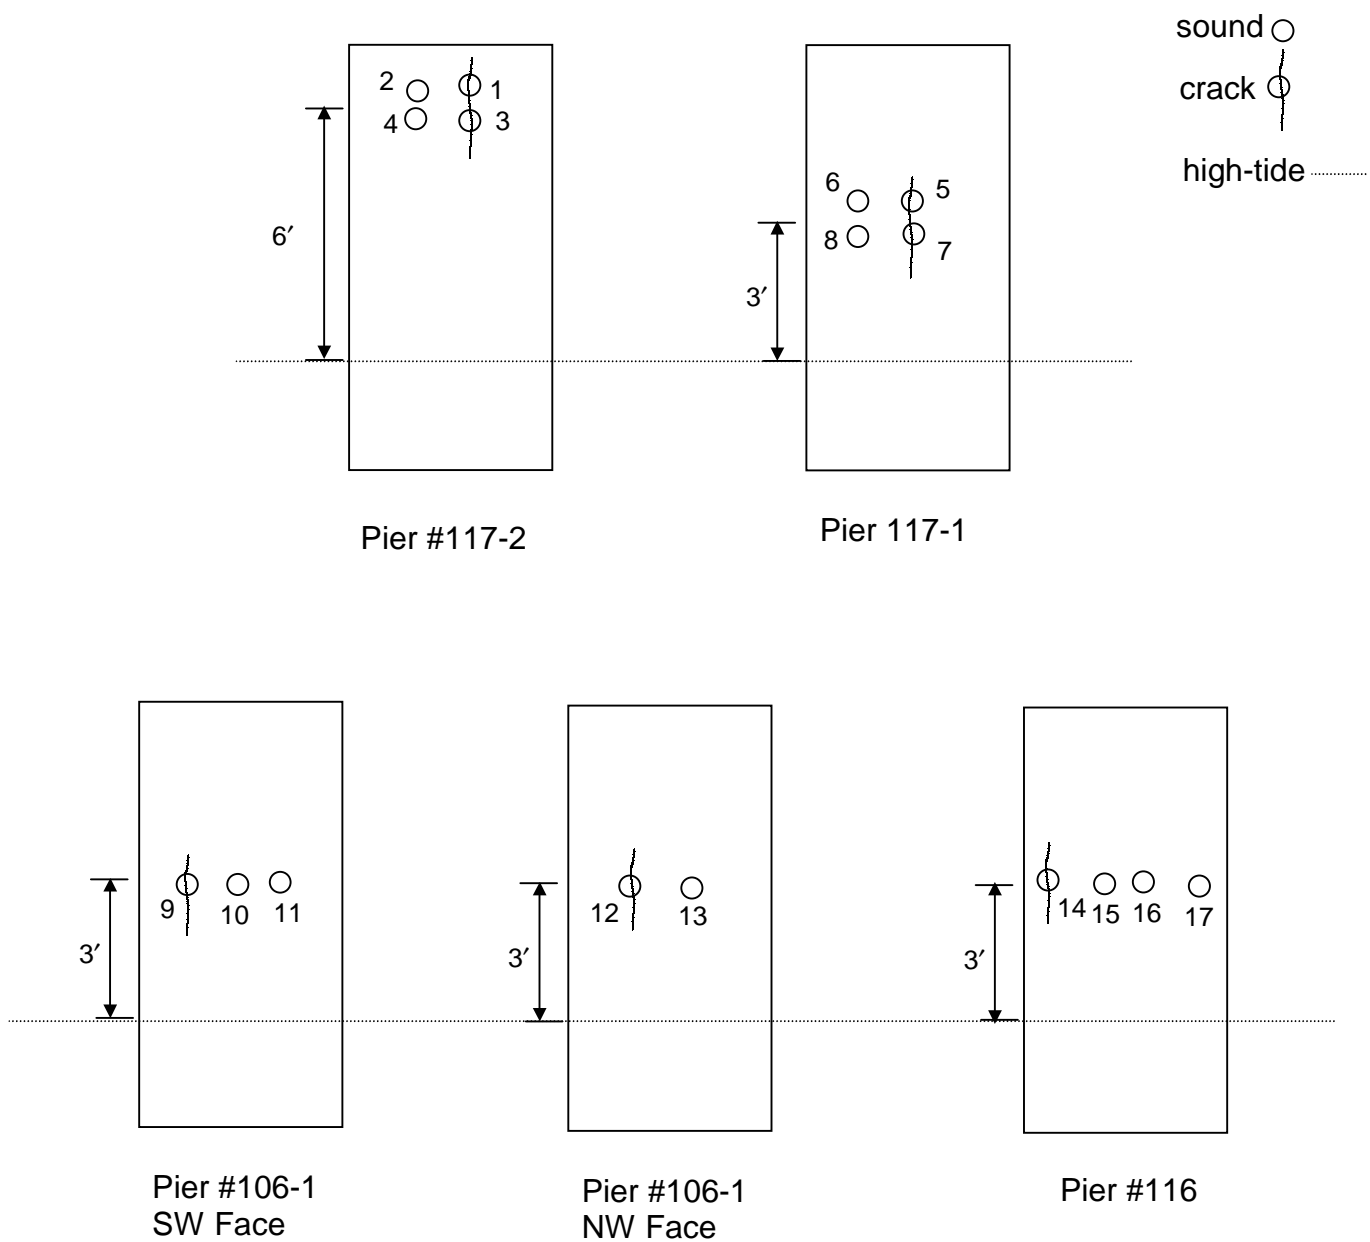 sound
crack
high-tide
2
1
4
3
6′
6
5
8
7
3′
Pier #117-2
Pier 117-1
9
10
11
3′
12
13
3′
14
15
16
17
3′
Pier #106-1
SW Face
Pier #106-1
NW Face
Pier #116